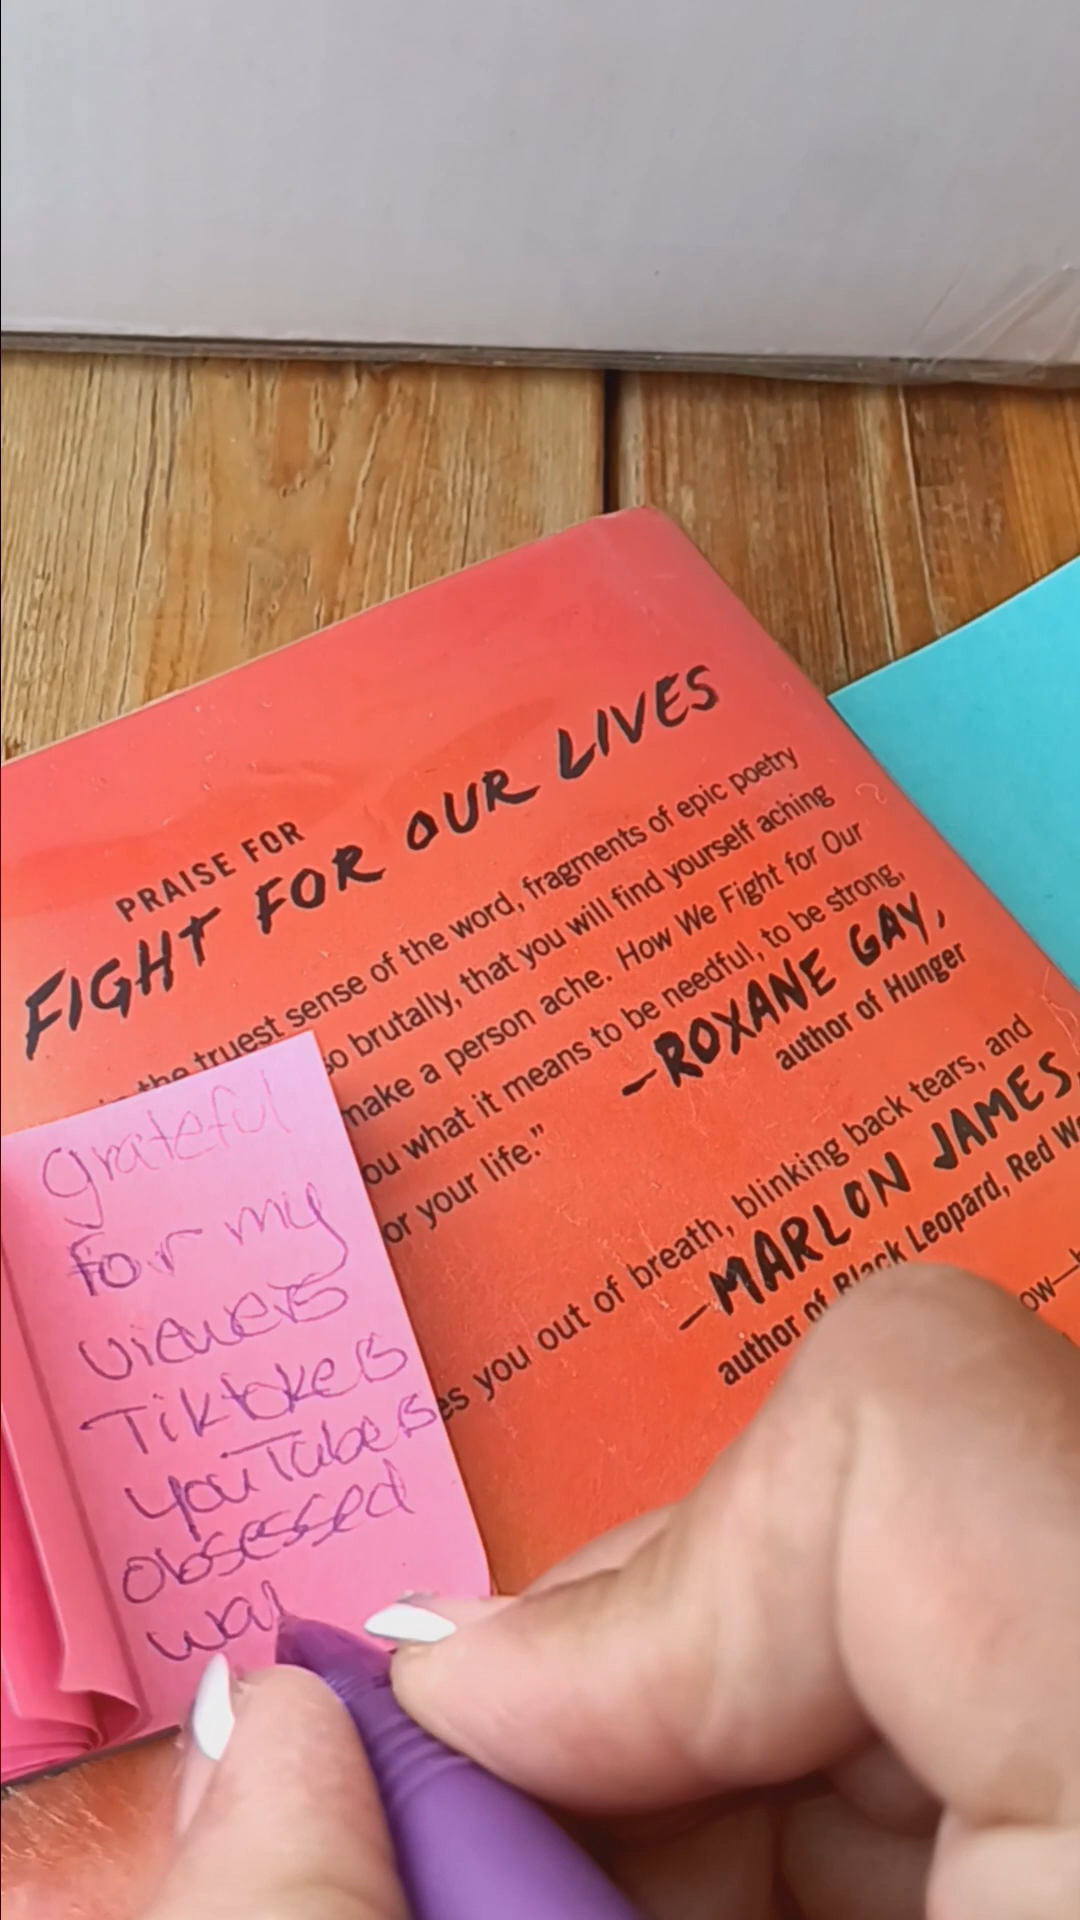 PRAISE FOR
FIGHT FOR OUR LIVES
the truest sense of the word, fragments of epic poetry
so brutally, that you will find yourself aching
make a person ache. How We Fight for Our
ou what it means to be needful, to be strong,
or your life.”
—ROXANE GAY,
author of Hunger
es you out of breath, blinking back tears, and
—MARLON JAMES,
author of Black Leopard, Red Wo
ow—h
grateful
for my
viewers
Tiktokers
youTubers
obsessed
wa